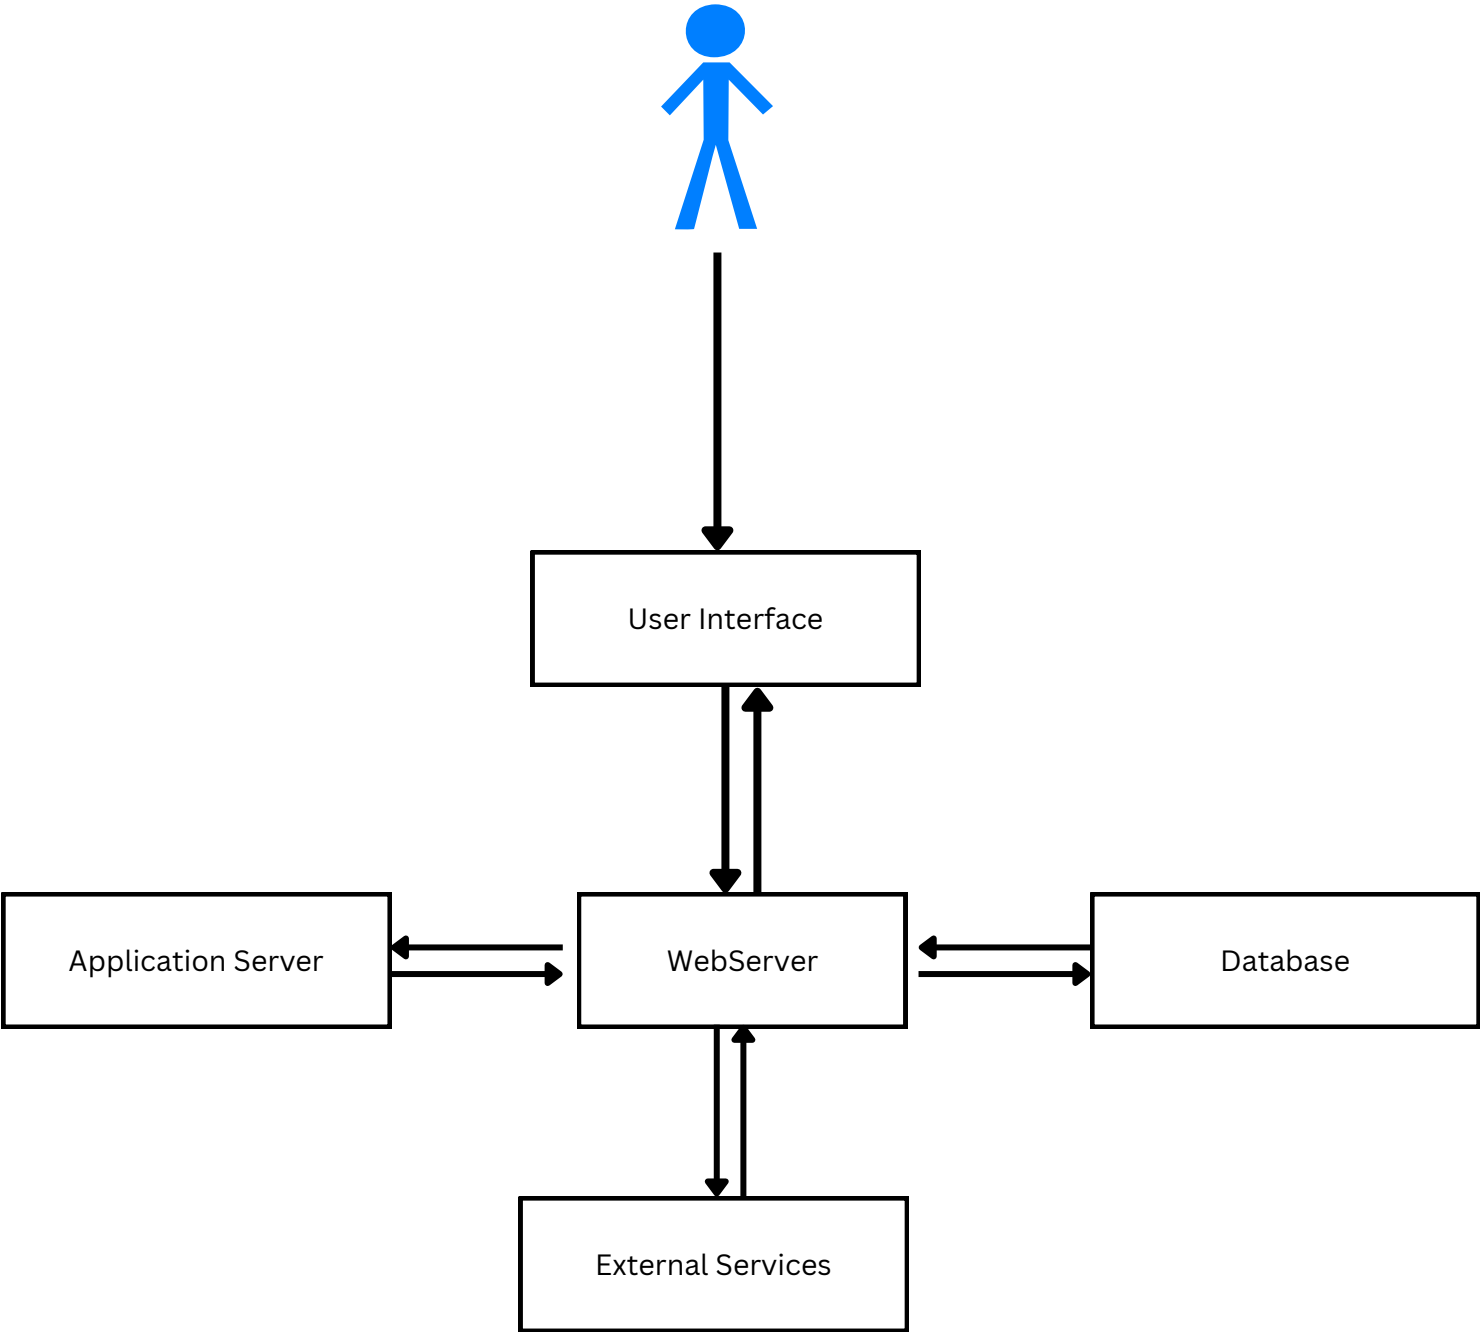 User Interface
Application Server
WebServer
Database
External Services